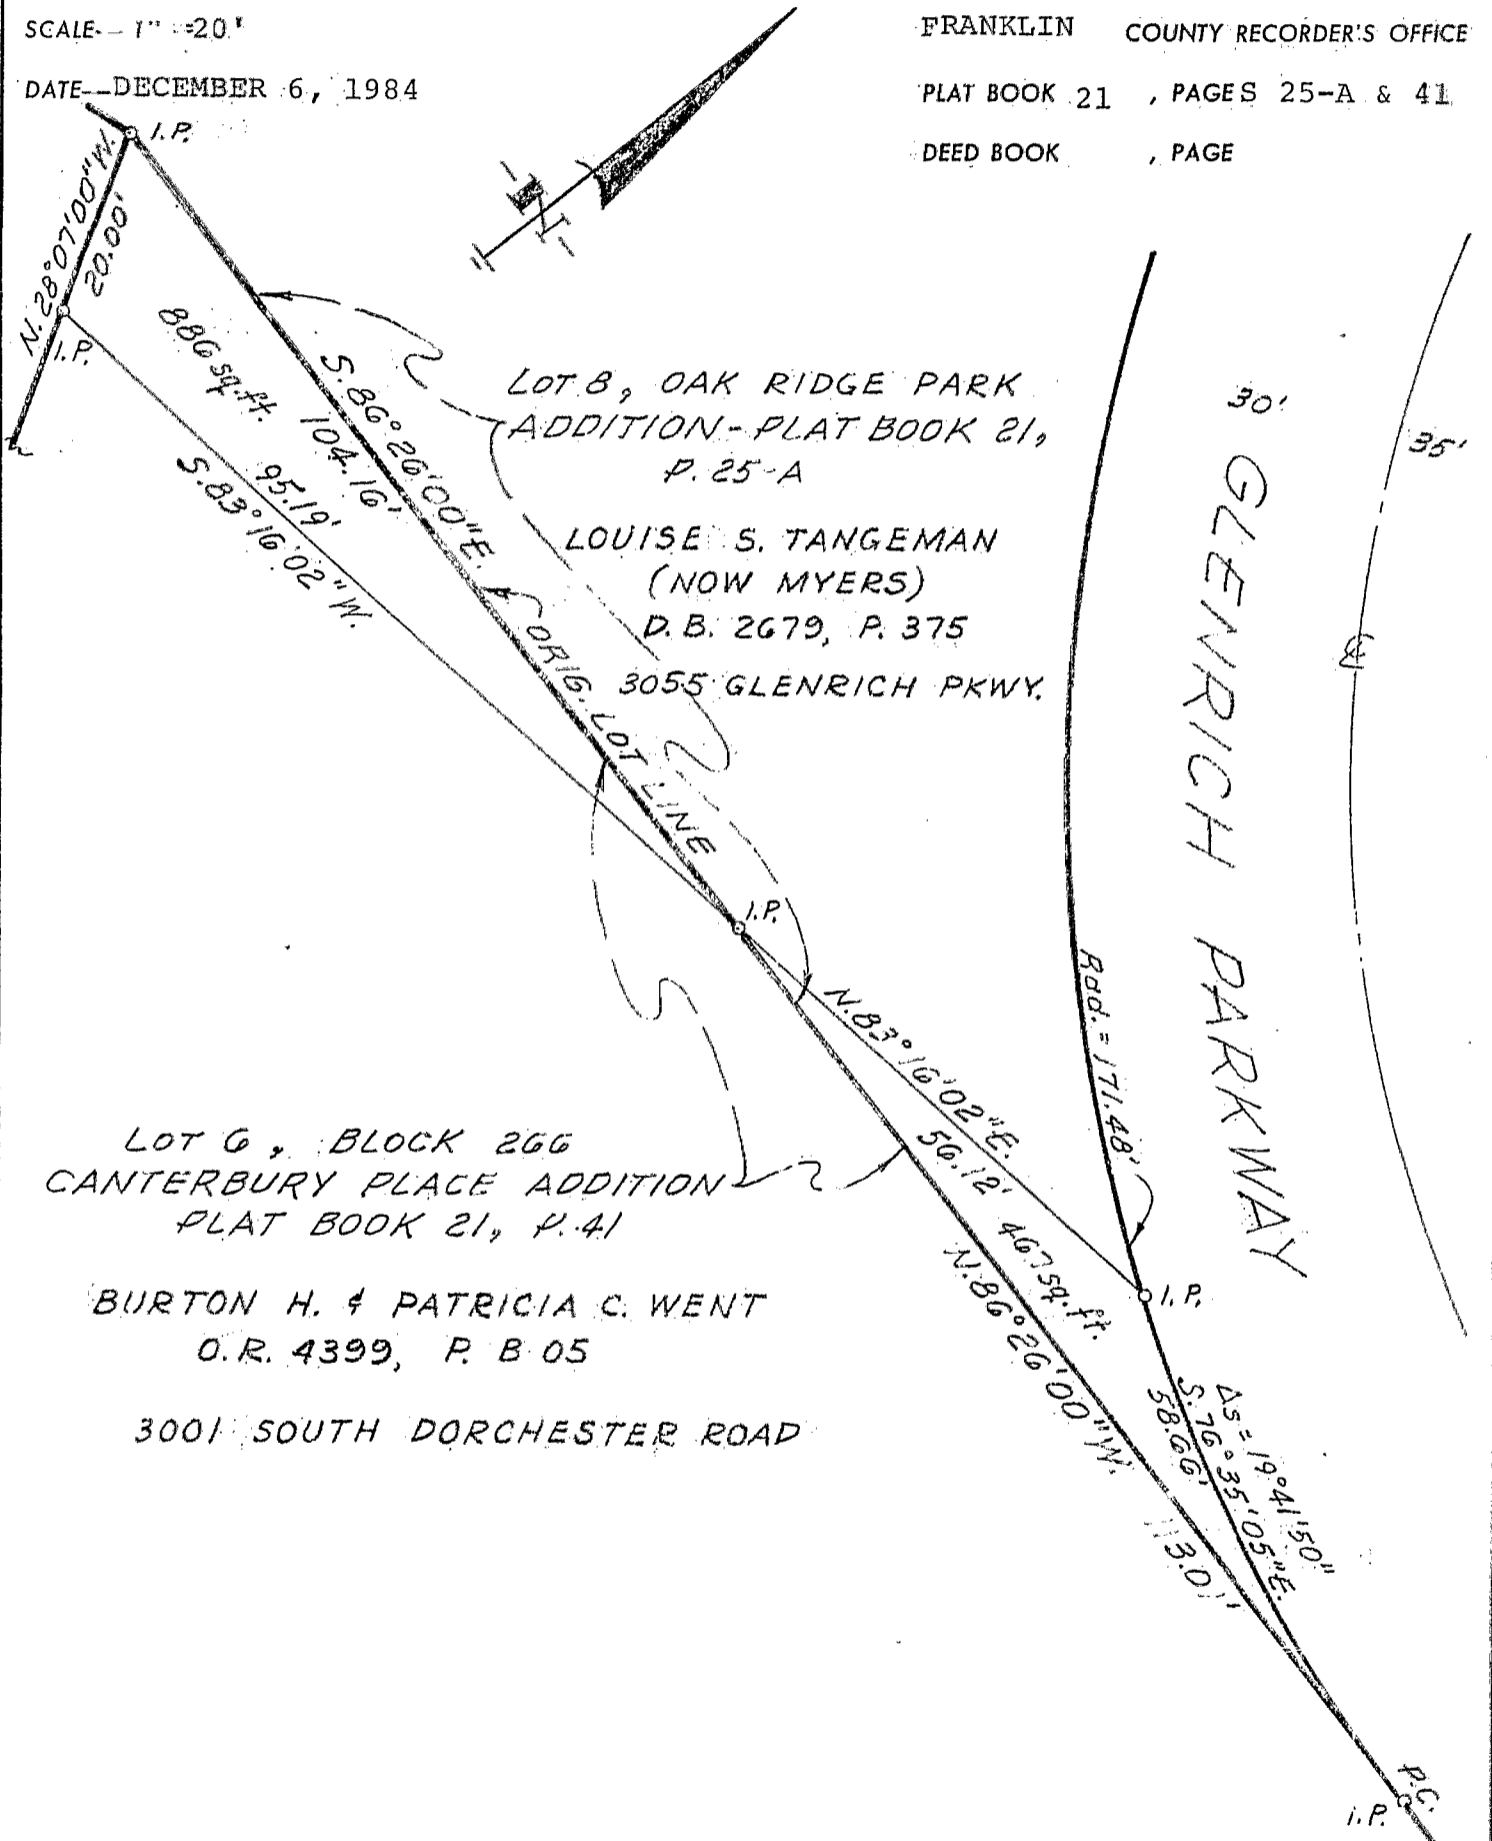 SCALE-- 1" =20'
DATE--DECEMBER 6, 1984
FRANKLIN COUNTY RECORDER'S OFFICE
PLAT BOOK 21 , PAGES 25-A & 41
DEED BOOK , PAGE
I.P.
N. 28°07'00" W.
20.00'
I.P.
886 sq.ft.
S. 86°26'00" E.
104.16'
95.19'
S. 83°16'02" W.
LOT 8, OAK RIDGE PARK
ADDITION-PLAT BOOK 21,
P. 25-A
LOUISE S. TANGEMAN
(NOW MYERS)
D.B. 2679, P. 375
3055 GLENRICH PKWY.
ORIG. LOT LINE
30'
35'
GLENRICH PARKWAY
I.P.
N. 83°16'02" E.
56.12'
467 sq. ft.
N. 86°26'00" W.
113.01'
Rad. = 171.48'
I.P.
Δs = 19°41'50"
S. 76°35'05" E.
58.66'
LOT 6, BLOCK 266
CANTERBURY PLACE ADDITION
PLAT BOOK 21, P. 41
BURTON H. & PATRICIA C. WENT
O.R. 4399, P. B 05
3001 SOUTH DORCHESTER ROAD
P.C.
I.P.